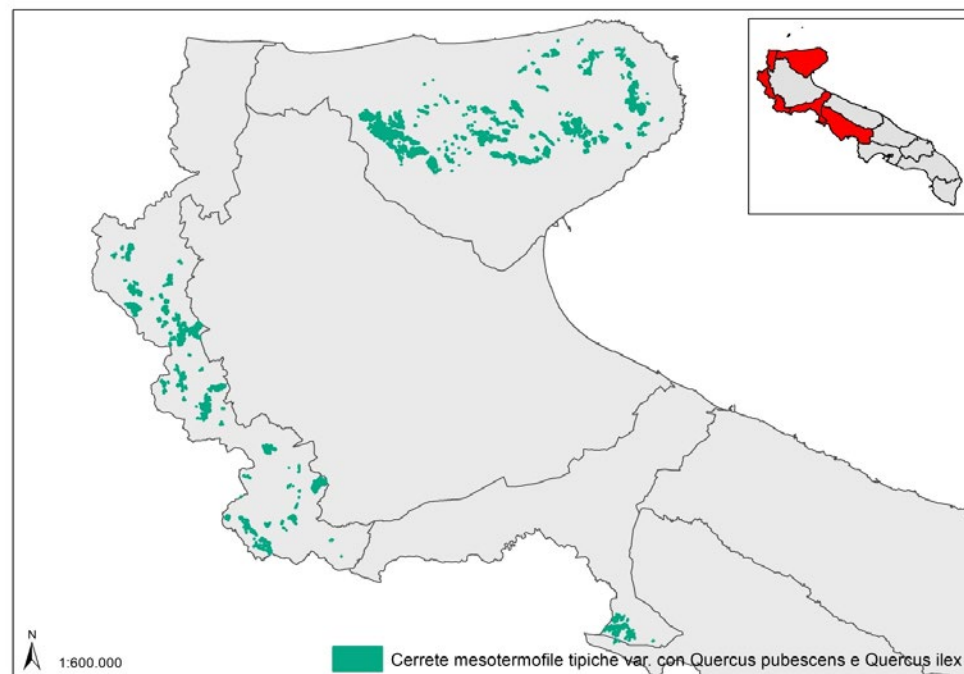 N
1:600.000
Cerrete mesotermofile tipiche var. con Quercus pubescens e Quercus ilex